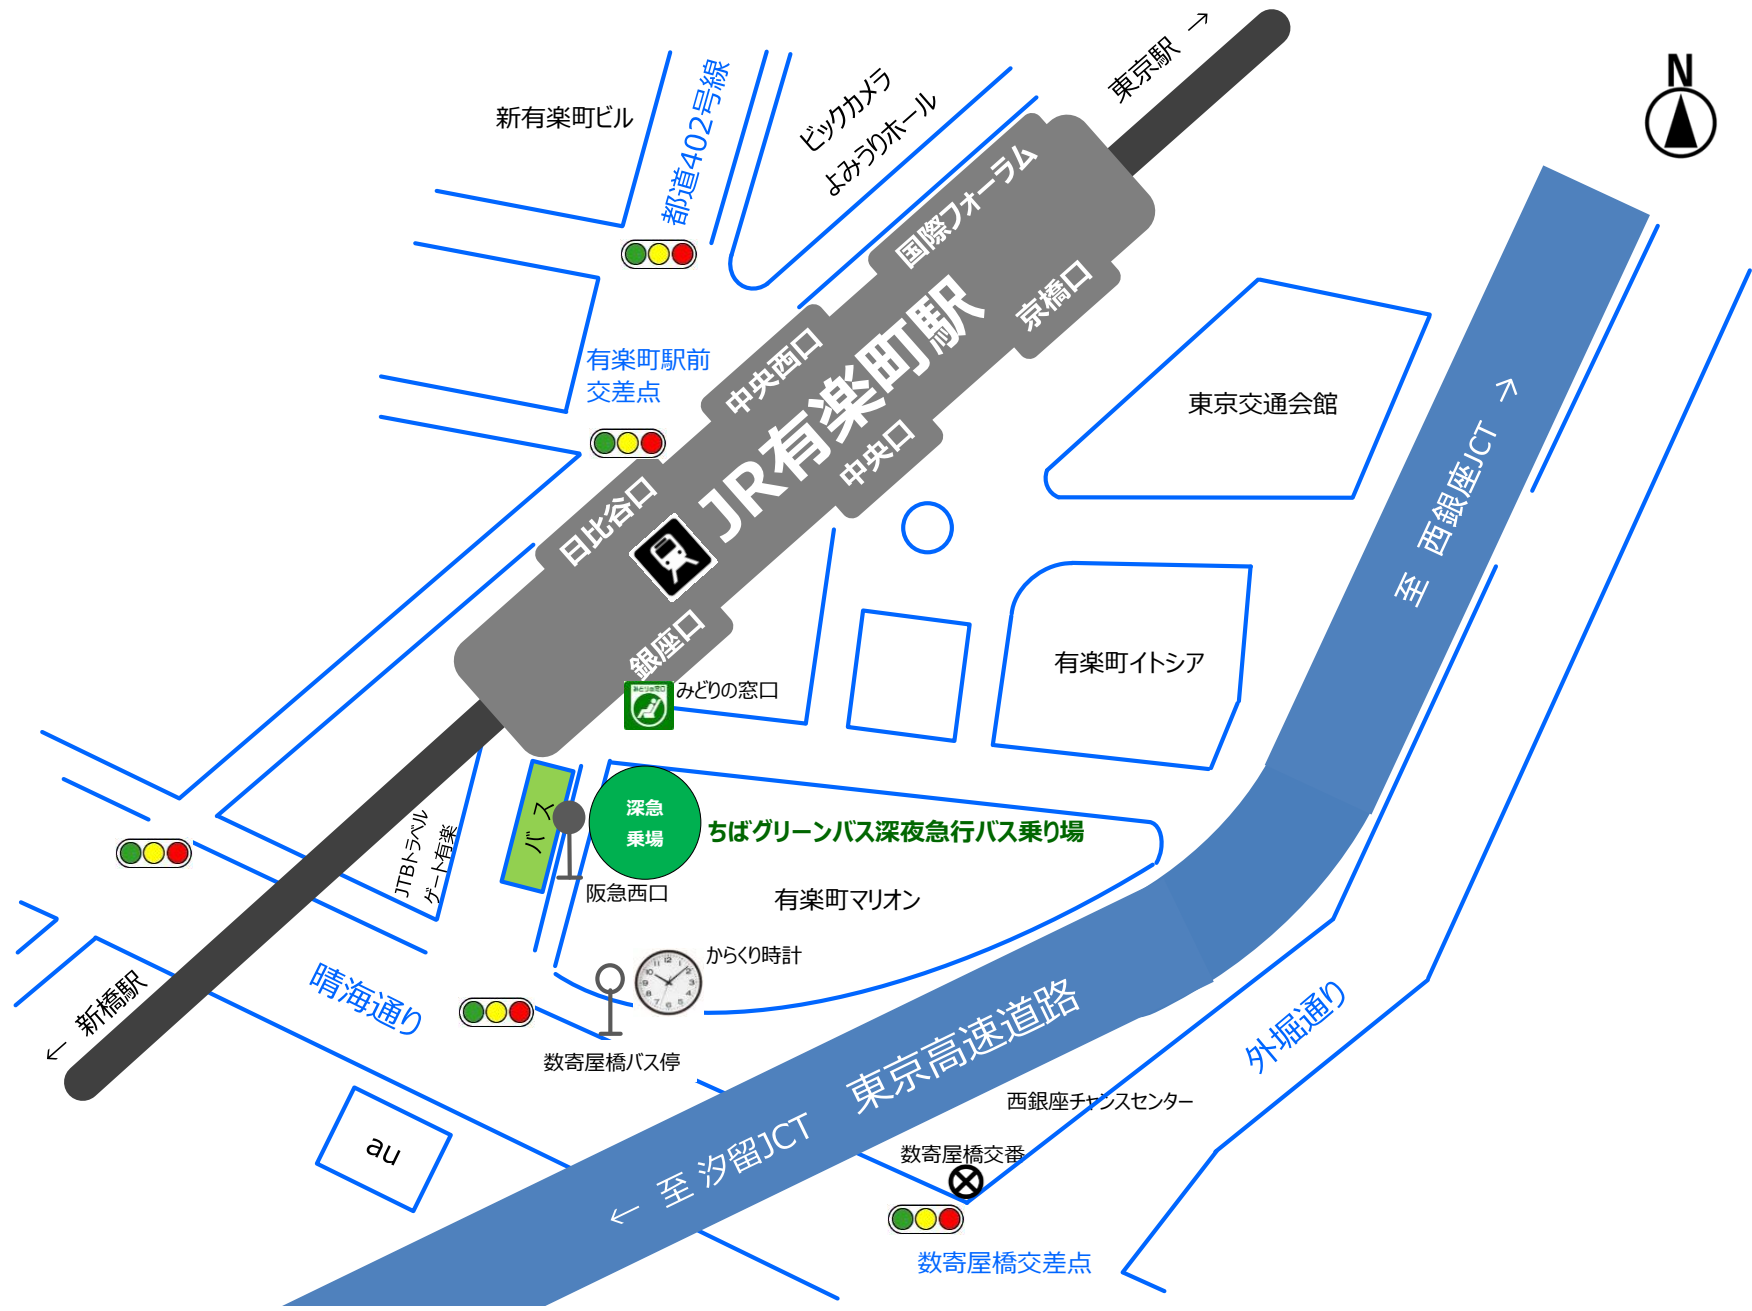 N
東京駅 →
都道402号線
新有楽町ビル
ビックカメラ
よみうりホール
国際フォーラム
京橋口
中央西口
JR有楽町駅
有楽町駅前
交差点
中央口
東京交通会館
至 西銀座JCT →
日比谷口
銀座口
みどりの窓口
みどりの窓口
有楽町イトシア
バス
深急
乗場
ちばグリーンバス深夜急行バス乗り場
JTBトラベル
ゲート有楽
阪急西口
有楽町マリオン
からくり時計
晴海通り
← 新橋駅
数寄屋橋バス停
東京高速道路
外堀通り
西銀座チャンスセンター
← 至 汐留JCT
au
数寄屋橋交番
数寄屋橋交差点